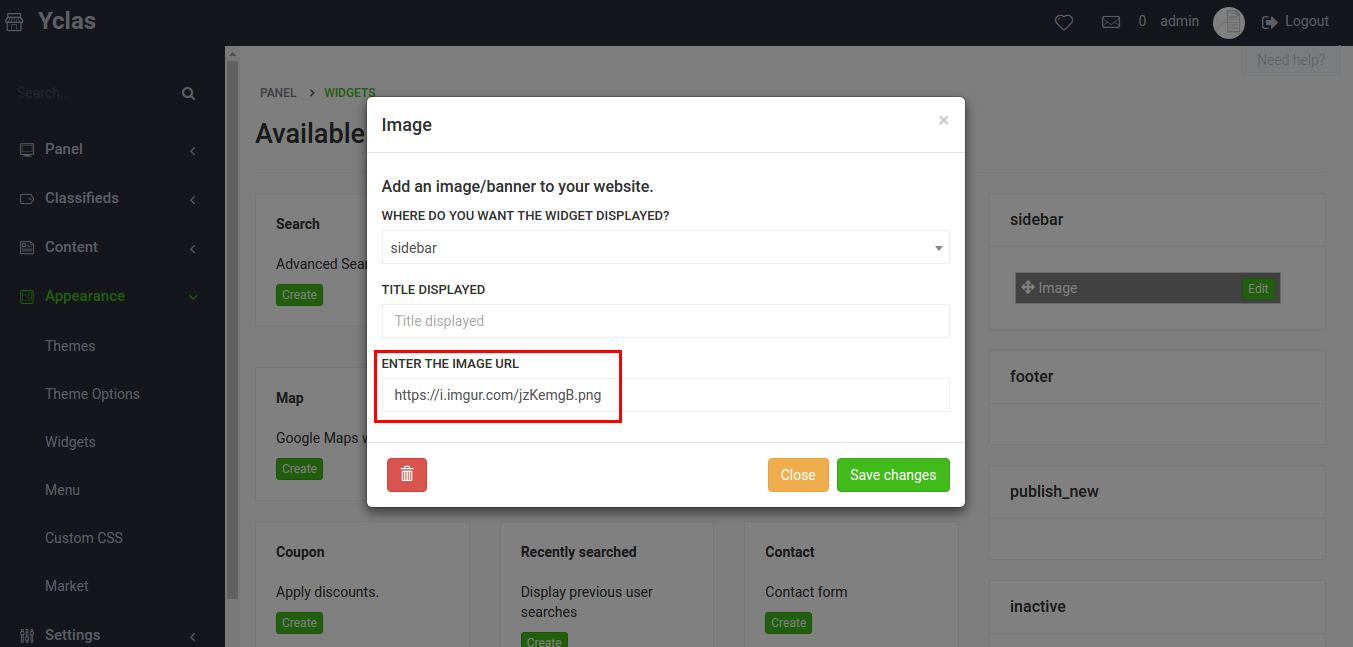 Yclas
0 admin Logout
Need help?
Search...
Panel
Classifieds
Content
Appearance
Themes
Theme Options
Widgets
Menu
Custom CSS
Market
Settings
PANEL > WIDGETS
Available
Search
Advanced Sear
Create
Map
Google Maps w
Create
Coupon
Apply discounts.
Create
Recently searched
Display previous user
searches
Create
Contact
Contact form
Create
Image
×
Add an image/banner to your website.
WHERE DO YOU WANT THE WIDGET DISPLAYED?
sidebar
TITLE DISPLAYED
Title displayed
ENTER THE IMAGE URL
https://i.imgur.com/jzKemgB.png
Close Save changes
sidebar
Image Edit
footer
publish_new
inactive